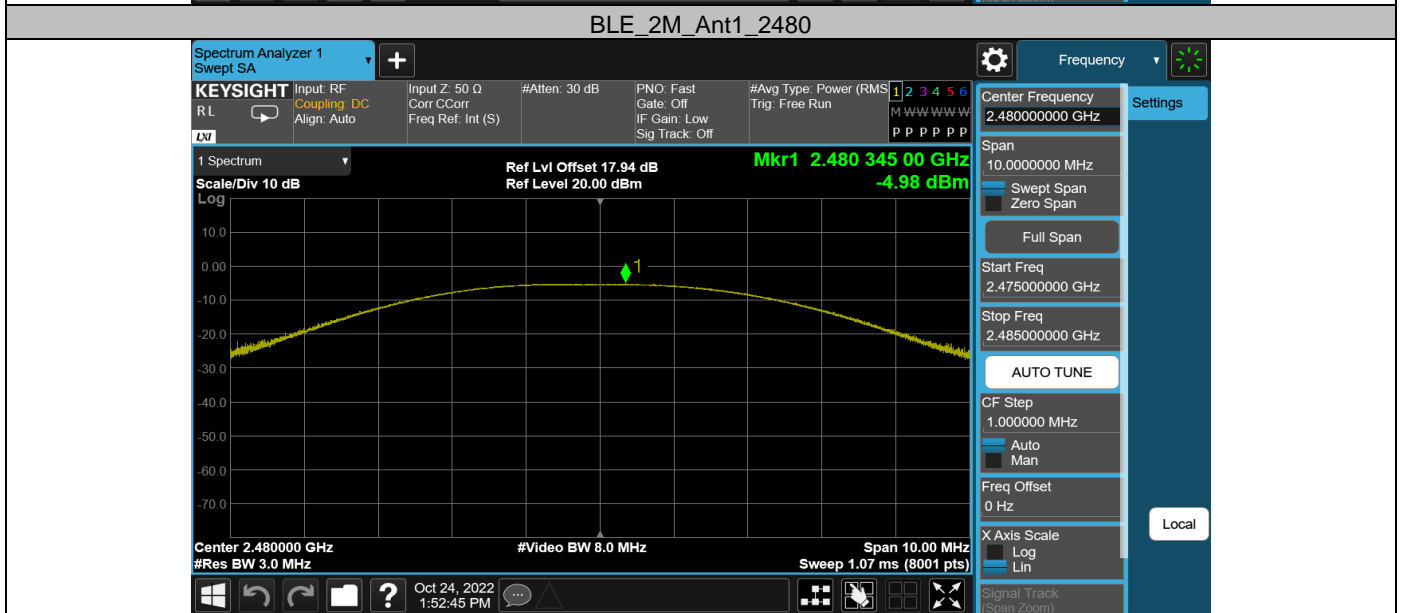 BLE_2M_Ant1_2480
Spectrum Analyzer 1
Swept SA
Frequency
KEYSIGHT
RL
LXI
Input: RF
Coupling: DC
Align: Auto
Input Z: 50 Ω
Corr CCorr
Freq Ref: Int (S)
#Atten: 30 dB
PNO: Fast
Gate: Off
IF Gain: Low
Sig Track: Off
#Avg Type: Power (RMS
Trig: Free Run
1 2 3 4 5 6
M W W W W W
P P P P P P
Center Frequency
2.480000000 GHz
Settings
Span
10.0000000 MHz
Swept Span
Zero Span
Full Span
Start Freq
2.475000000 GHz
Stop Freq
2.485000000 GHz
AUTO TUNE
CF Step
1.000000 MHz
Auto
Man
Freq Offset
0 Hz
X Axis Scale
Log
Lin
Signal Track
(Span Zoom)
Local
1 Spectrum
Scale/Div 10 dB
Log
Ref Lvl Offset 17.94 dB
Ref Level 20.00 dBm
Mkr1 2.480 345 00 GHz
-4.98 dBm
10.0
0.00
-10.0
-20.0
-30.0
-40.0
-50.0
-60.0
-70.0
1
Center 2.480000 GHz
#Video BW 8.0 MHz
Span 10.00 MHz
#Res BW 3.0 MHz
Sweep 1.07 ms (8001 pts)
?
Oct 24, 2022
1:52:45 PM